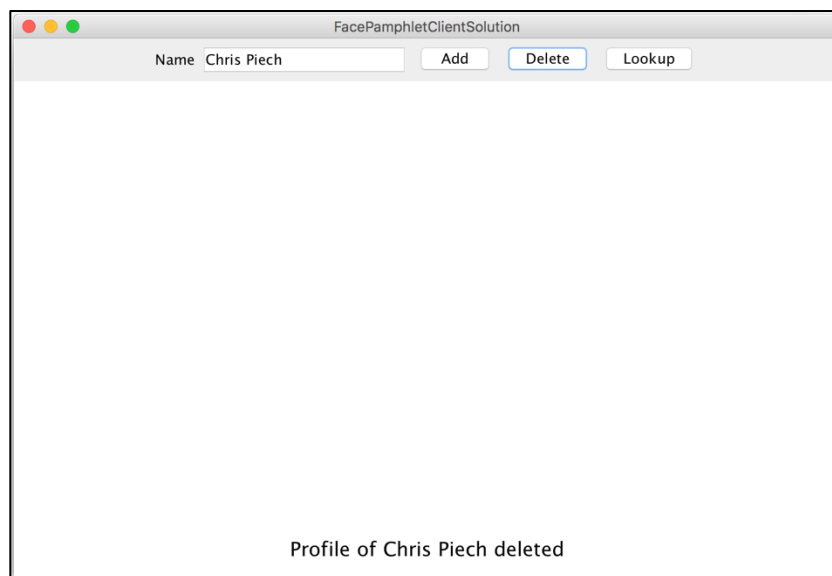 FacePamphletClientSolution
Name Chris Piech Add Delete Lookup
Profile of Chris Piech deleted